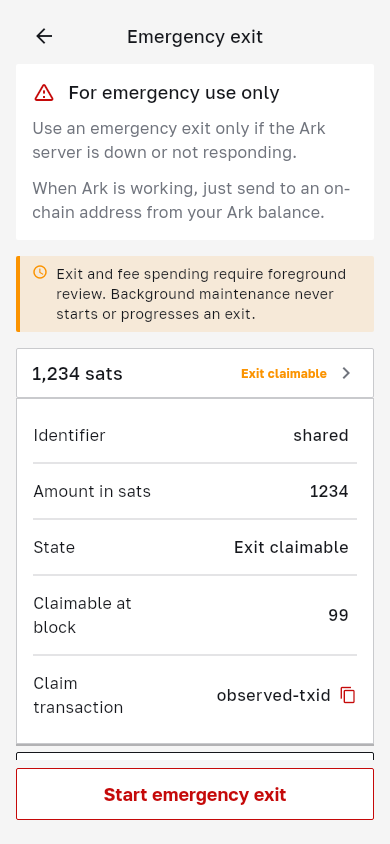 Emergency exit
For emergency use only
Use an emergency exit only if the Ark
server is down or not responding.
When Ark is working, just send to an on-
chain address from your Ark balance.
Exit and fee spending require foreground
review. Background maintenance never
starts or progresses an exit.
1,234 sats
Exit claimable
Identifier
shared
Amount in sats
1234
State
Exit claimable
Claimable at
block
99
Claim
transaction
observed-txid
Start emergency exit